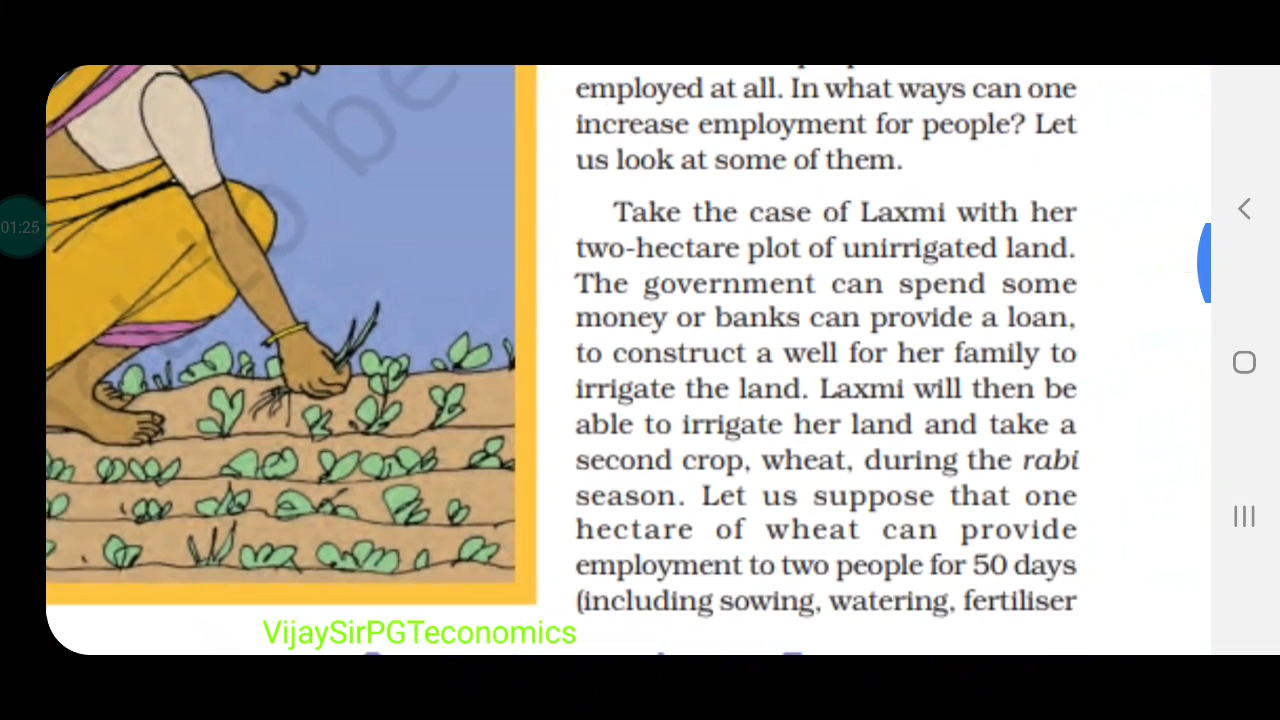 employed at all. In what ways can one
increase employment for people? Let
us look at some of them.
Take the case of Laxmi with her
two-hectare plot of unirrigated land.
The government can spend some
money or banks can provide a loan,
to construct a well for her family to
irrigate the land. Laxmi will then be
able to irrigate her land and take a
second crop, wheat, during the rabi
season. Let us suppose that one
hectare of wheat can provide
employment to two people for 50 days
(including sowing, watering, fertiliser
be
01:25
VijaySirPGTeconomics